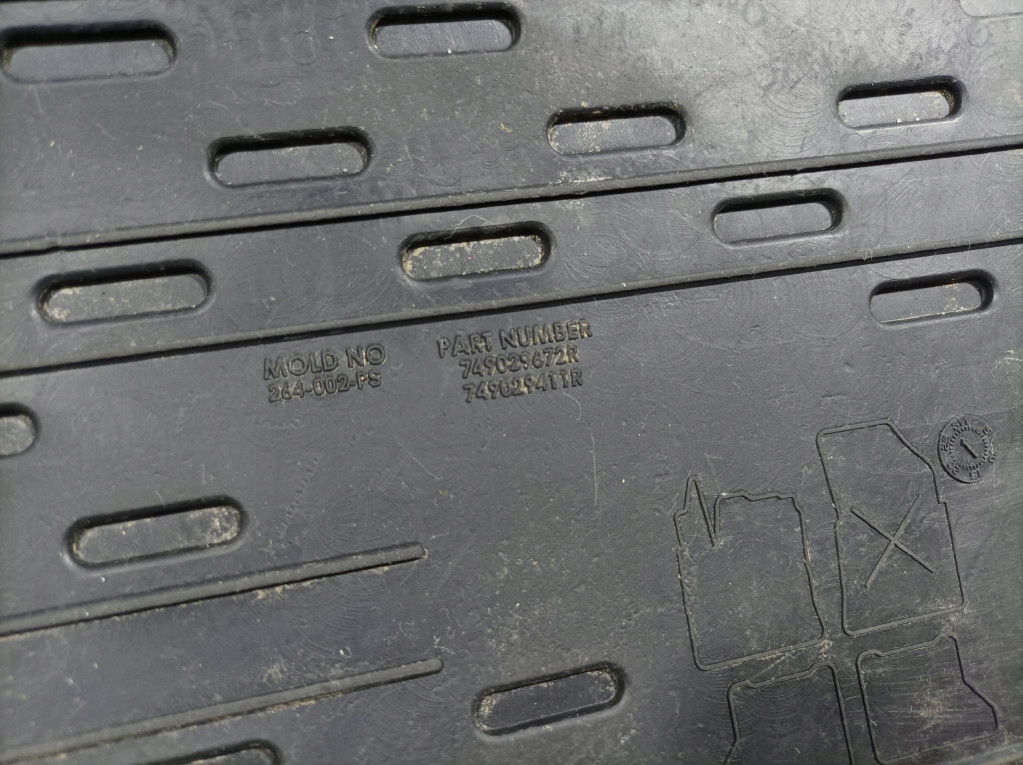 MOLD NO
264-002-PS
PART NUMBER
749029672R
749029411R